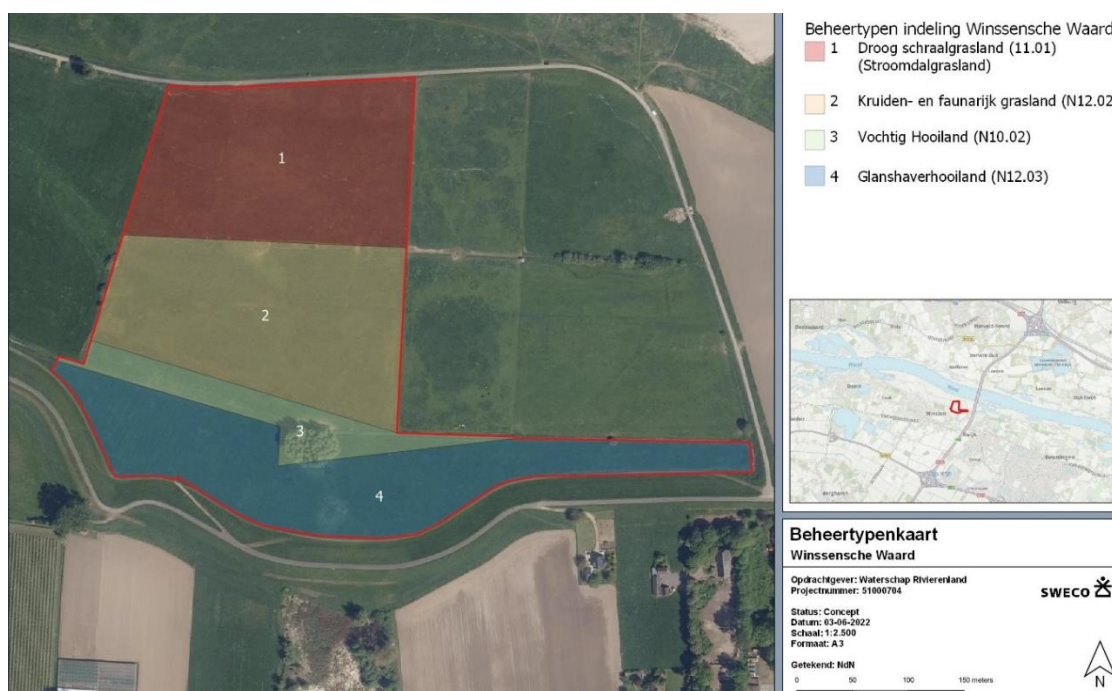 Beheertypen indeling Winssensche Waard
1 Droog schraalgrasland (11.01)
(Stroomdalgrasland)
2 Kruiden- en faunarijk grasland (N12.02
3 Vochtig Hooiland (N10.02)
4 Glanshaverhooiland (N12.03)
1
2
3
4
Beheertypenkaart
Winssensche Waard
Opdrachtgever: Waterschap Rivierenland
Projectnummer: 51000704
SWECO
Status: Concept
Datum: 03-06-2022
Schaal: 1:2.500
Formaat: A3
Getekend: NdN
0 50 100 150 meters
N